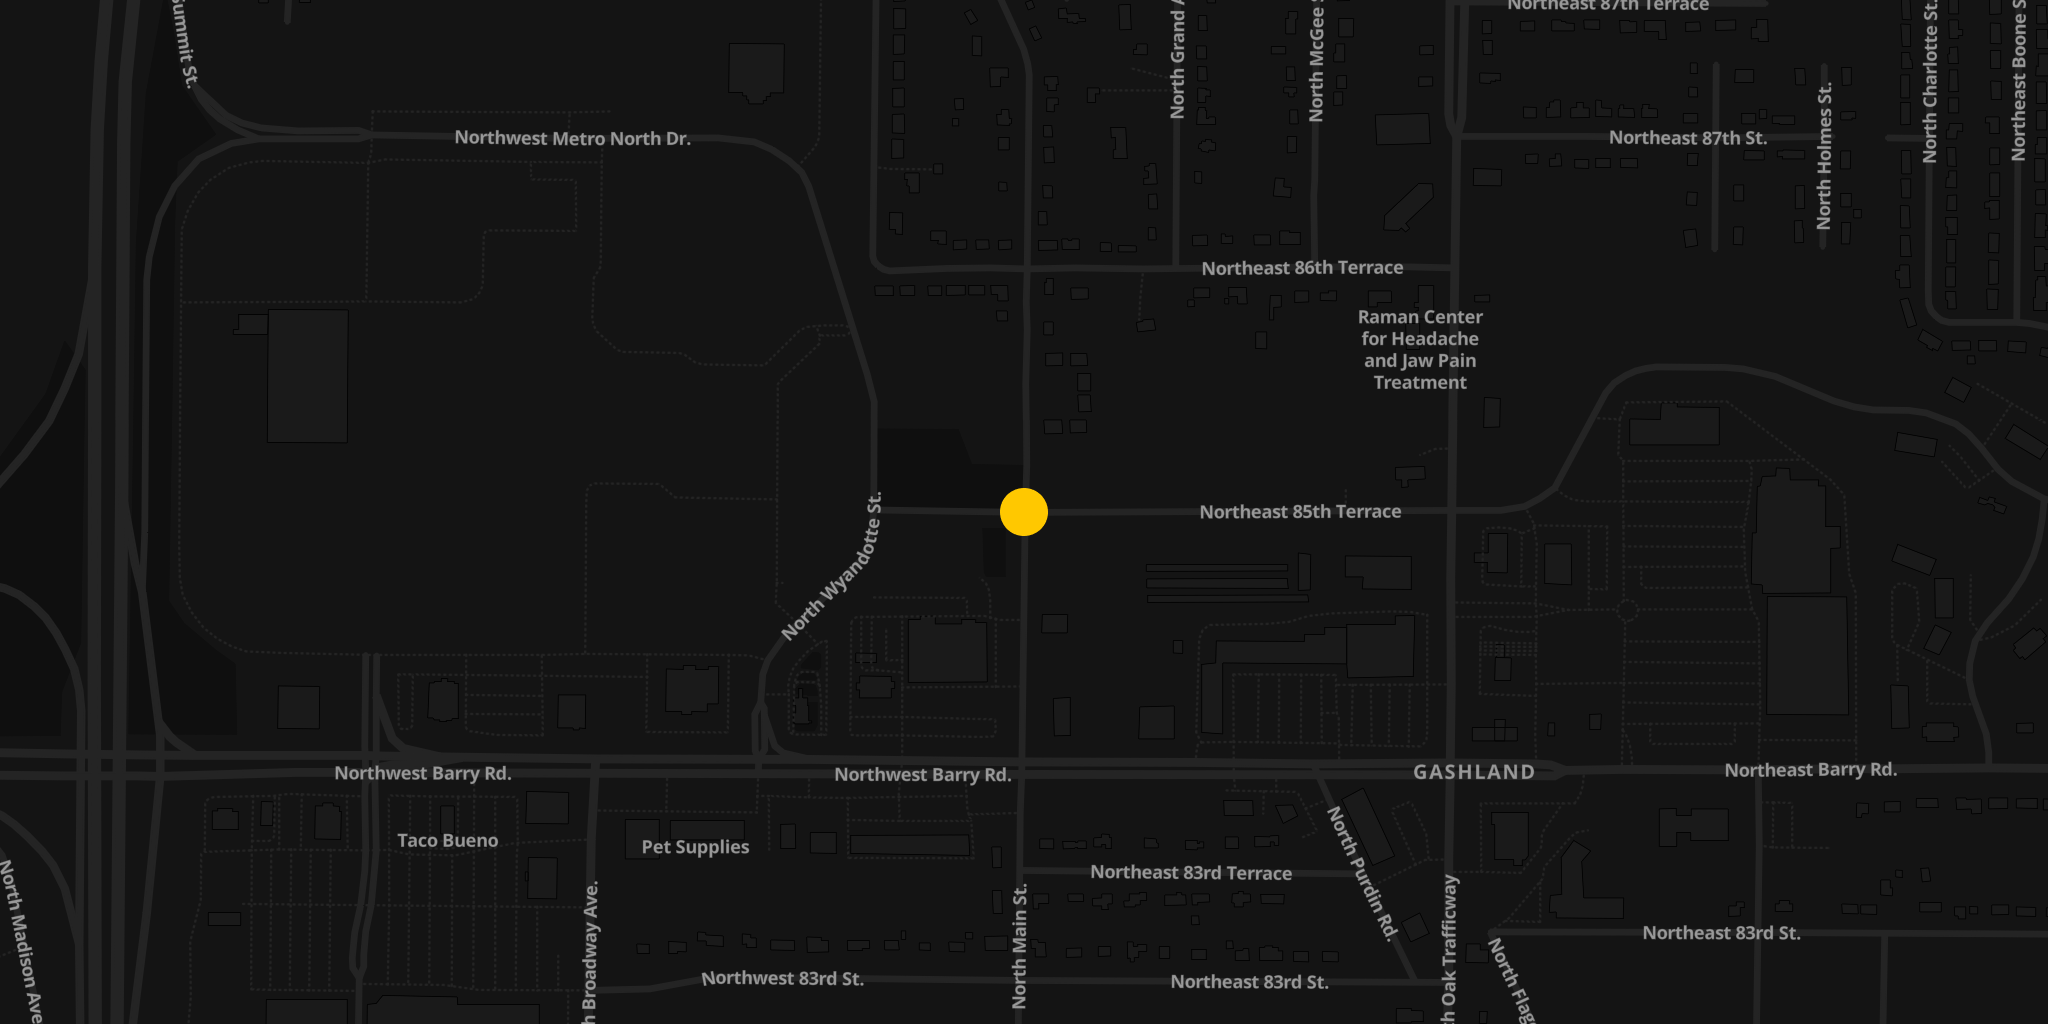 Northeast 87th Terrace
Summit St.
North Grand
North McGee
North Charlotte St.
Northeast Boone
Northwest Metro North Dr.
Northeast 87th St.
North Holmes St.
Northeast 86th Terrace
Raman Center
for Headache
and Jaw Pain
Treatment
Northeast 85th Terrace
North Wyandotte St.
Northwest Barry Rd.
Northwest Barry Rd.
GASHLAND
Northeast Barry Rd.
Taco Bueno
Pet Supplies
North Purdin Rd.
Northeast 83rd Terrace
North Madison Ave
Broadway Ave.
North Main St.
Oak Trafficway
Northeast 83rd St.
North
Northwest 83rd St.
Northeast 83rd St.